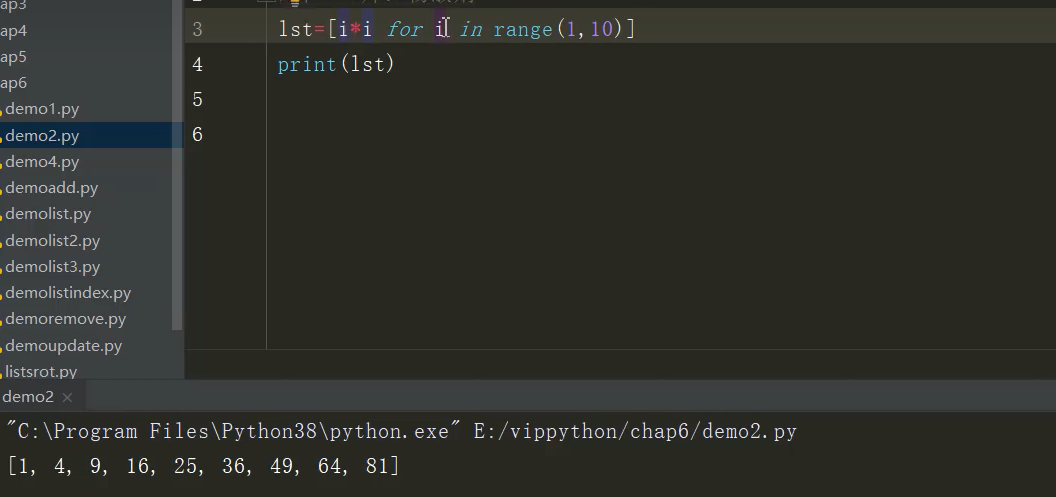 ap3
ap4
ap5
ap6
demo1.py
demo2.py
demo4.py
demoadd.py
demolist.py
demolist2.py
demolist3.py
demolistindex.py
demoremove.py
demoupdate.py
listsrot.py
3 lst=[i*i for i in range(1,10)]
4 print(lst)
5
6
demo2 ×
"C:\Program Files\Python38\python.exe" E:/vippython/chap6/demo2.py
[1, 4, 9, 16, 25, 36, 49, 64, 81]